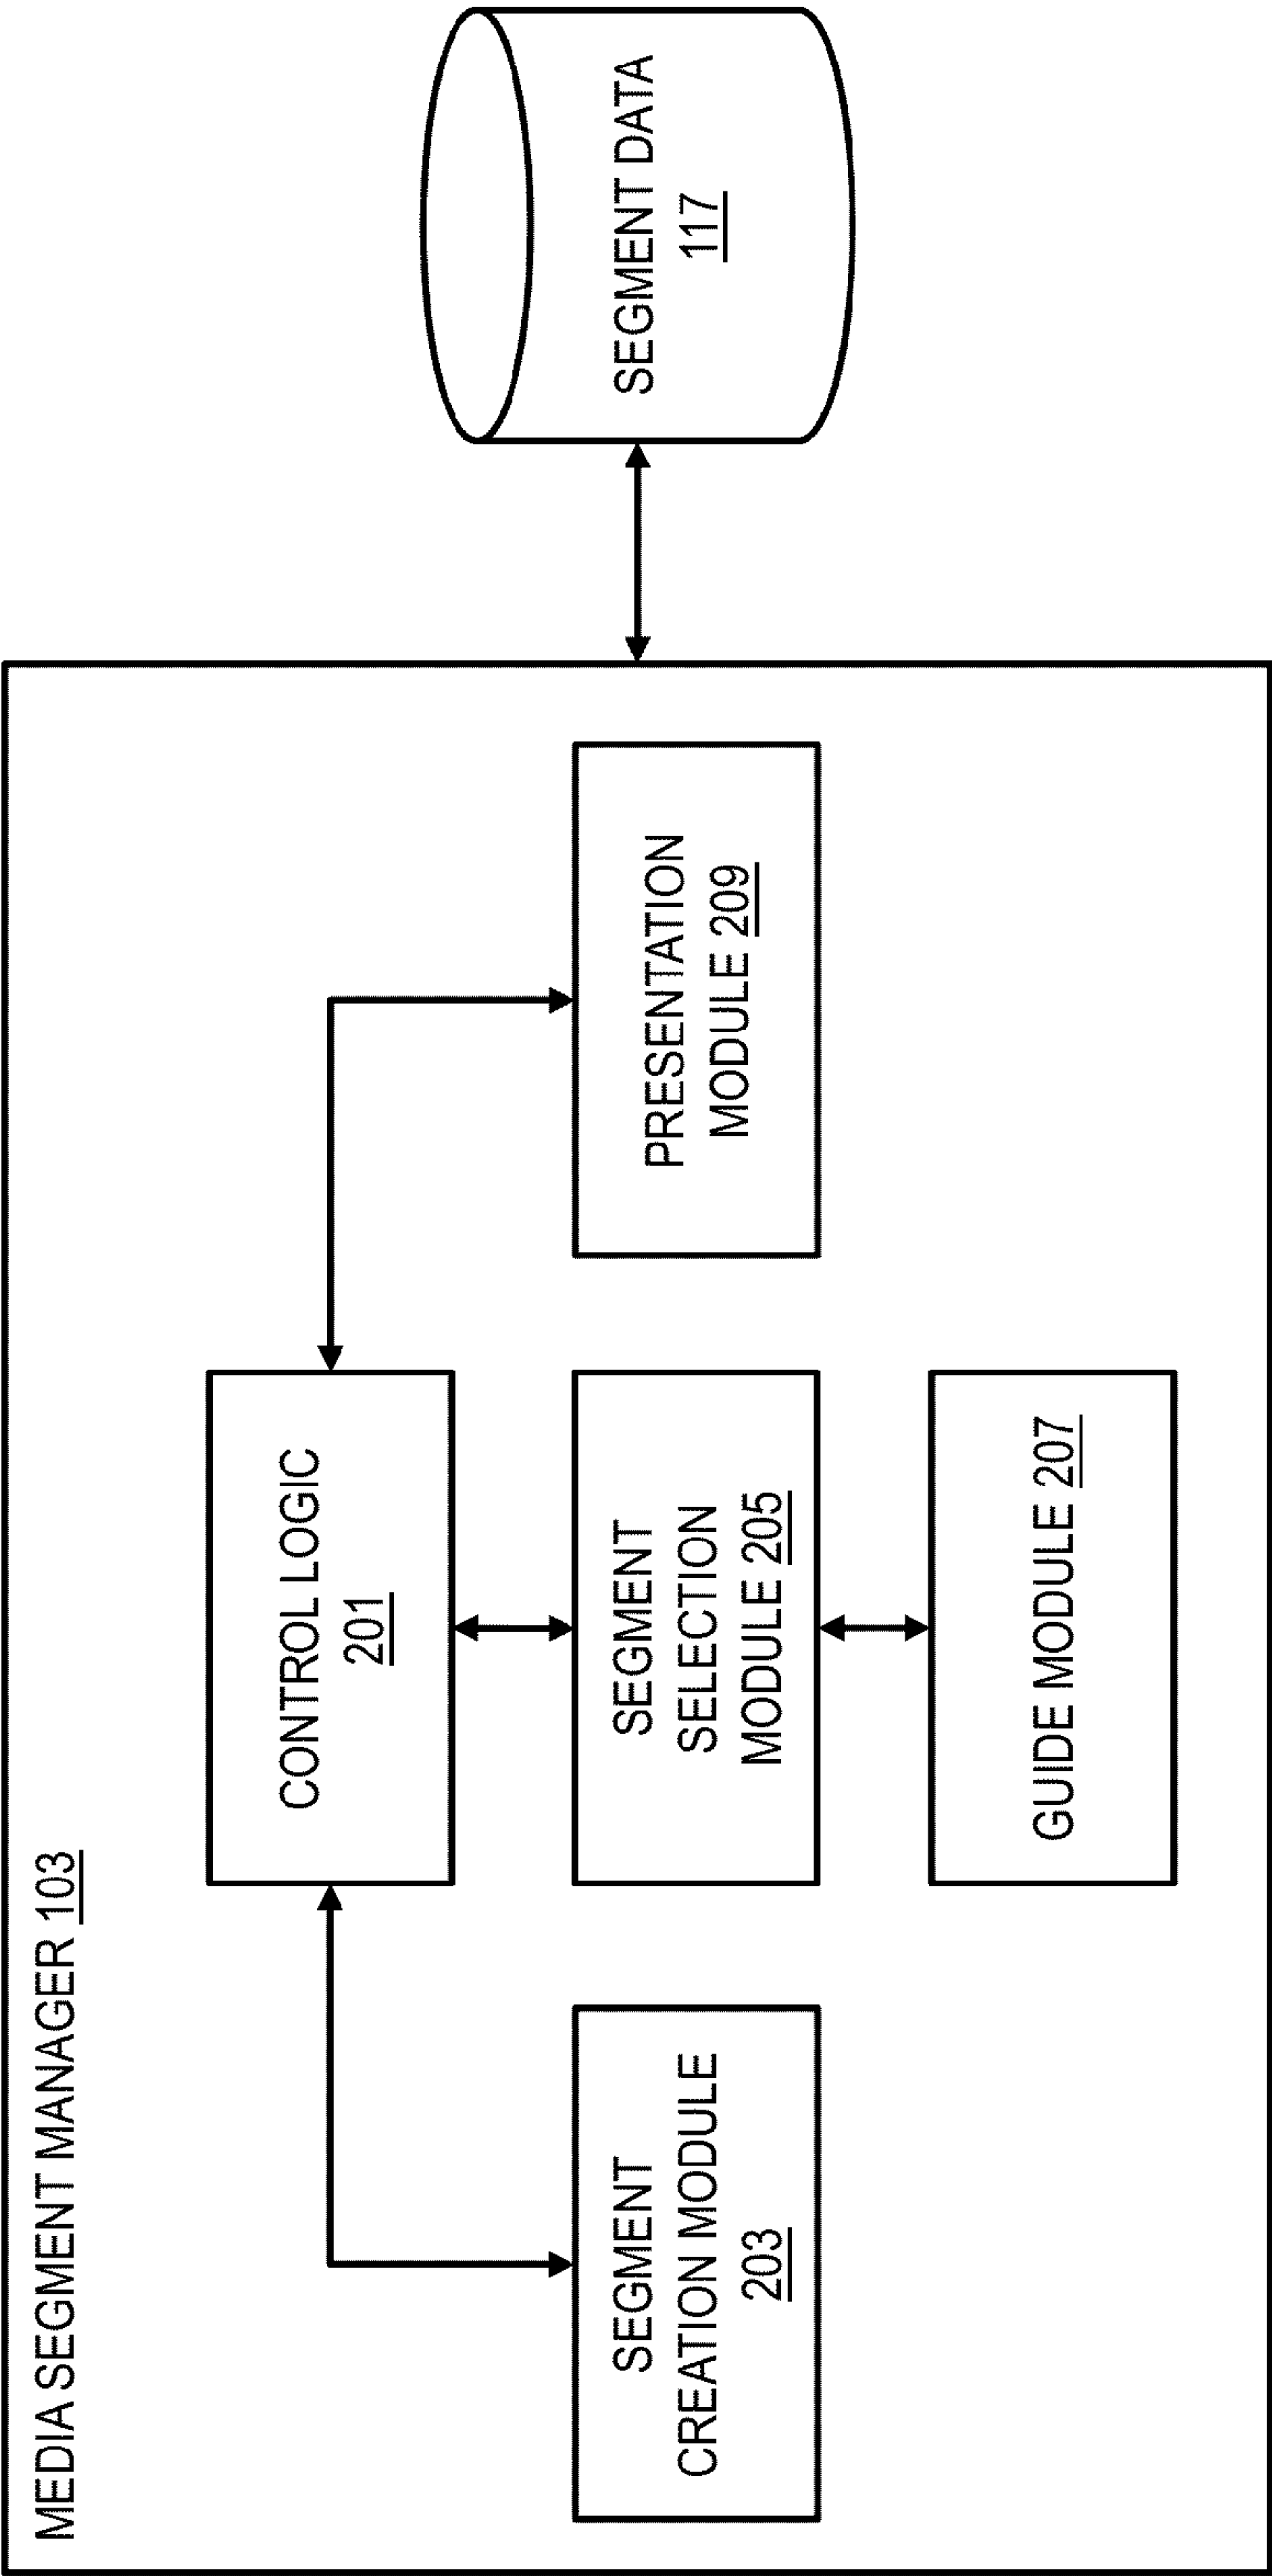 MEDIA SEGMENT MANAGER 103
CONTROL LOGIC
201
SEGMENT
CREATION MODULE
203
SEGMENT
SELECTION
MODULE 205
PRESENTATION
MODULE 209
GUIDE MODULE 207
SEGMENT DATA
117